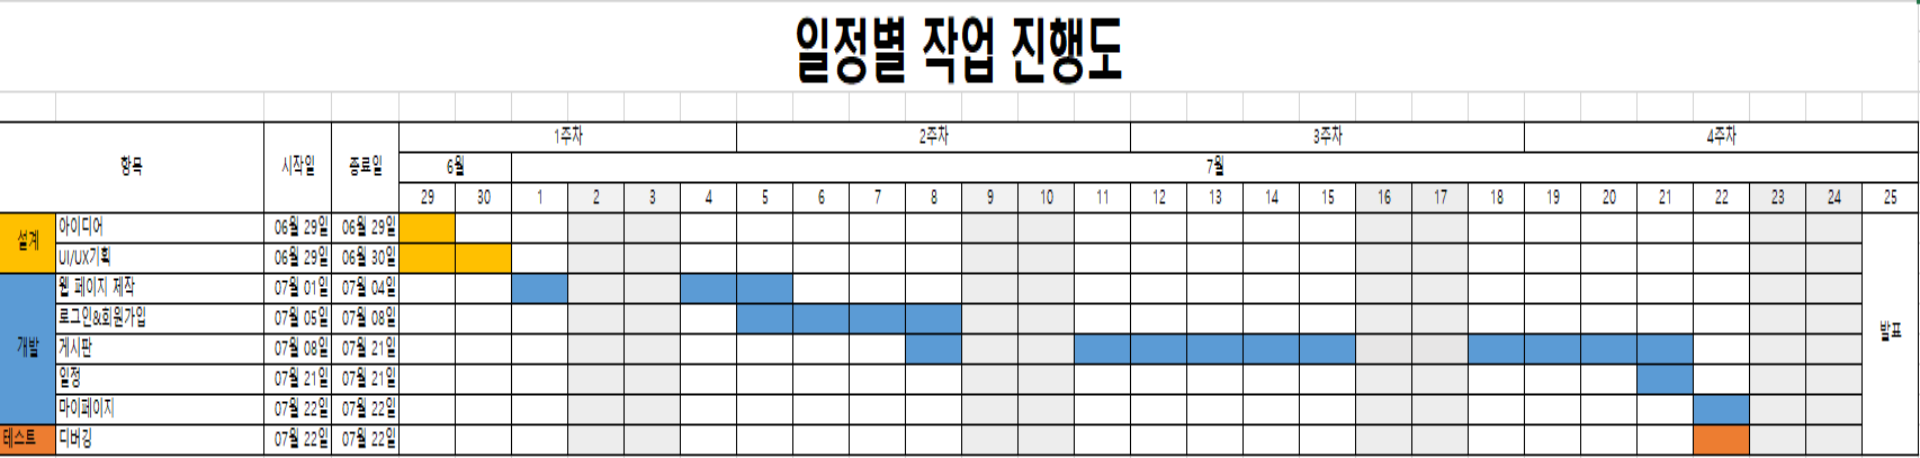 일정별 작업 진행도
항목 시작일 종료일 1주차 2주차 3주차 4주차
6월 7월
29 30 1 2 3 4 5 6 7 8 9 10 11 12 13 14 15 16 17 18 19 20 21 22 23 24 25
설계 아이디어 06월 29일 06월 29일
UI/UX기획 06월 29일 06월 30일
개발 웹 페이지 제작 07월 01일 07월 04일
로그인&회원가입 07월 05일 07월 08일
게시판 07월 08일 07월 21일
일정 07월 21일 07월 21일
마이페이지 07월 22일 07월 22일
테스트 디버깅 07월 22일 07월 22일
발표